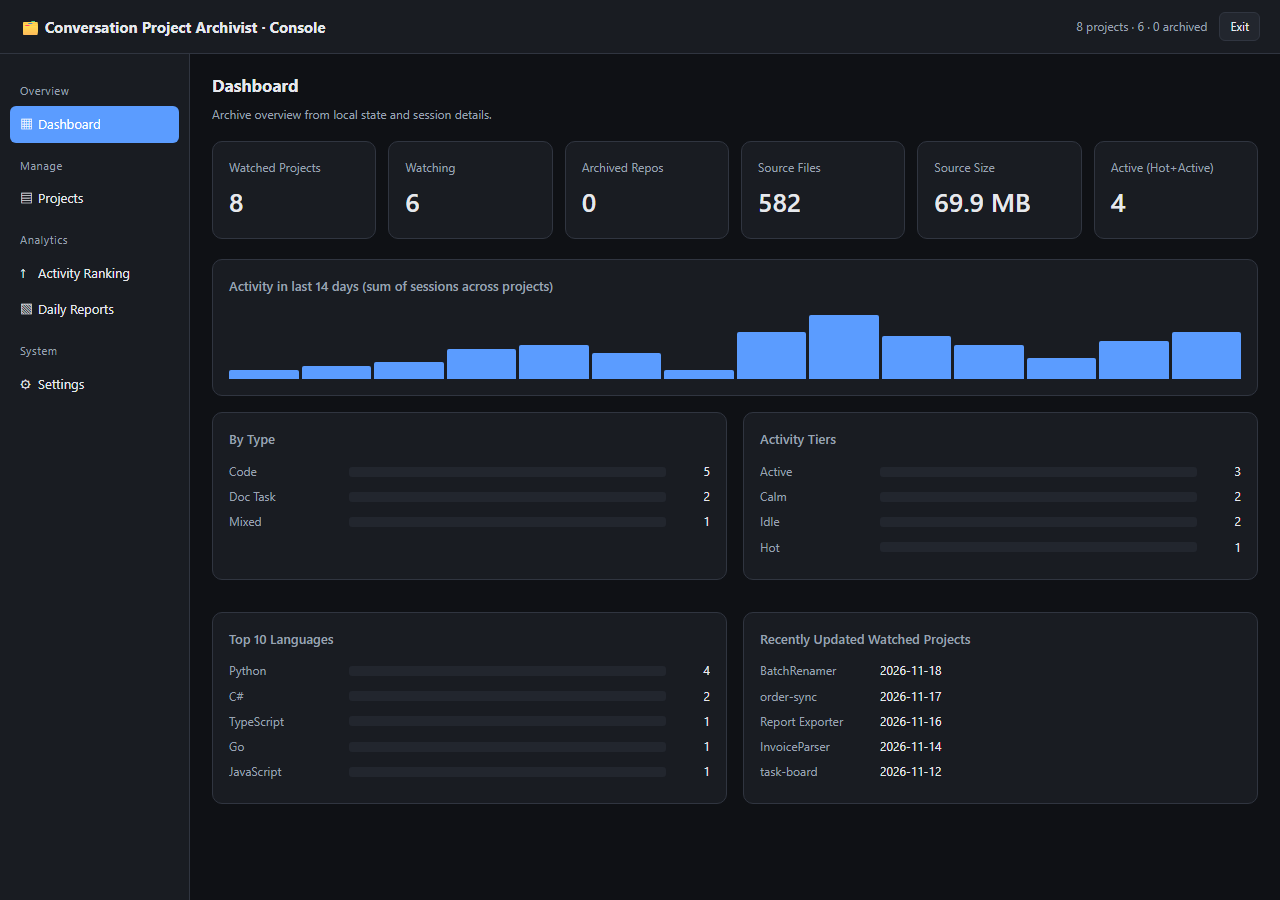 Conversation Project Archivist · Console
8 projects · 6 · 0 archived
Exit
Overview
Dashboard
Manage
Projects
Analytics
Activity Ranking
Daily Reports
System
Settings
Dashboard
Archive overview from local state and session details.
Watched Projects
8
Watching
6
Archived Repos
0
Source Files
582
Source Size
69.9 MB
Active (Hot+Active)
4
Activity in last 14 days (sum of sessions across projects)
By Type
Code 5
Doc Task 2
Mixed 1
Activity Tiers
Active 3
Calm 2
Idle 2
Hot 1
Top 10 Languages
Python 4
C# 2
TypeScript 1
Go 1
JavaScript 1
Recently Updated Watched Projects
BatchRenamer 2026-11-18
order-sync 2026-11-17
Report Exporter 2026-11-16
InvoiceParser 2026-11-14
task-board 2026-11-12